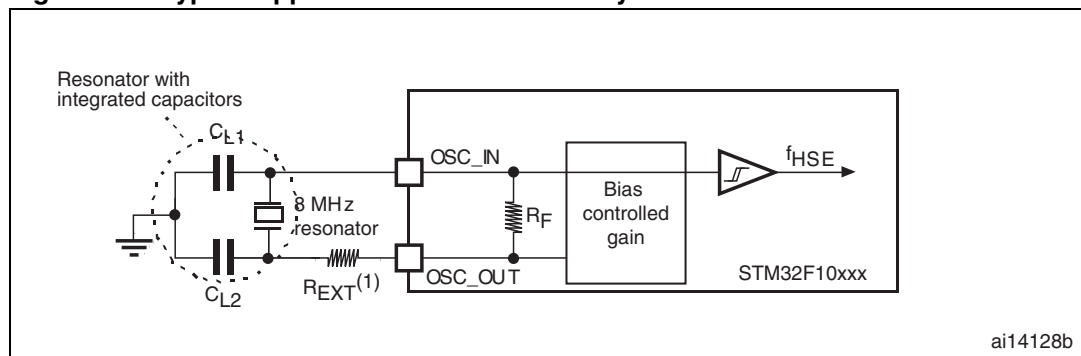 Resonator with
integrated capacitors
CL1
OSC_IN
fHSE
8 MHz
resonator
RF
Bias
controlled
gain
REXT(1)
OSC_OUT
STM32F10xxx
CL2
ai14128b